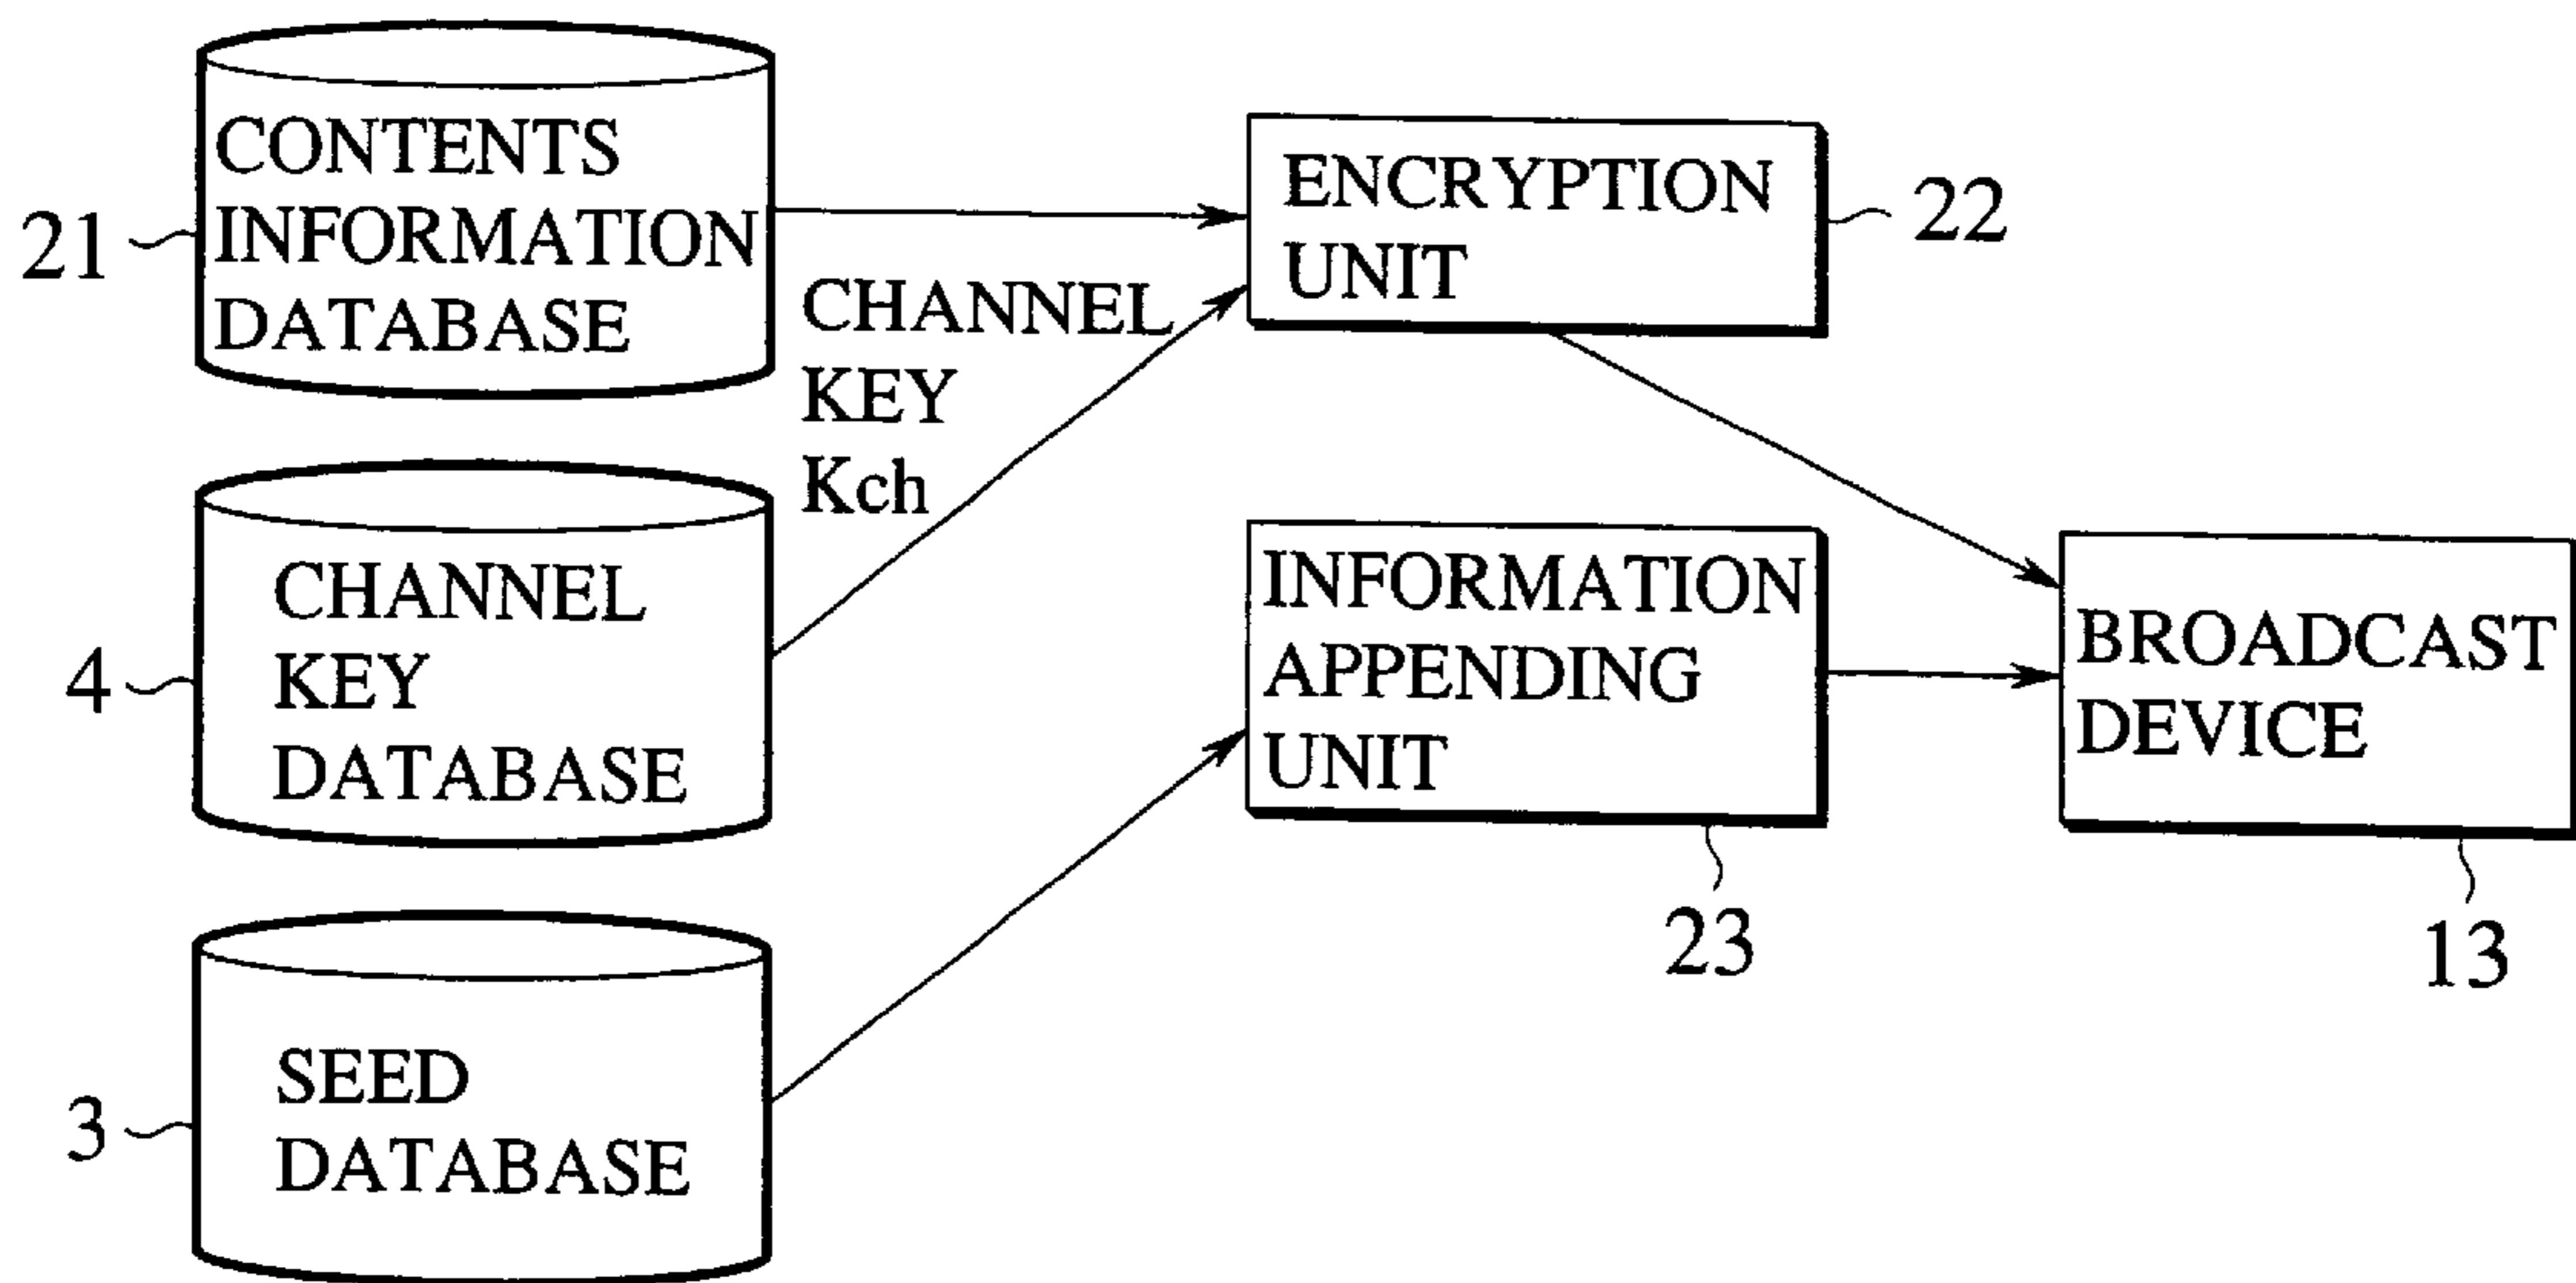 CONTENTS
INFORMATION
DATABASE
21
CHANNEL
KEY
Kch
ENCRYPTION
UNIT
22
CHANNEL
KEY
DATABASE
4
INFORMATION
APPENDING
UNIT
23
BROADCAST
DEVICE
13
SEED
DATABASE
3